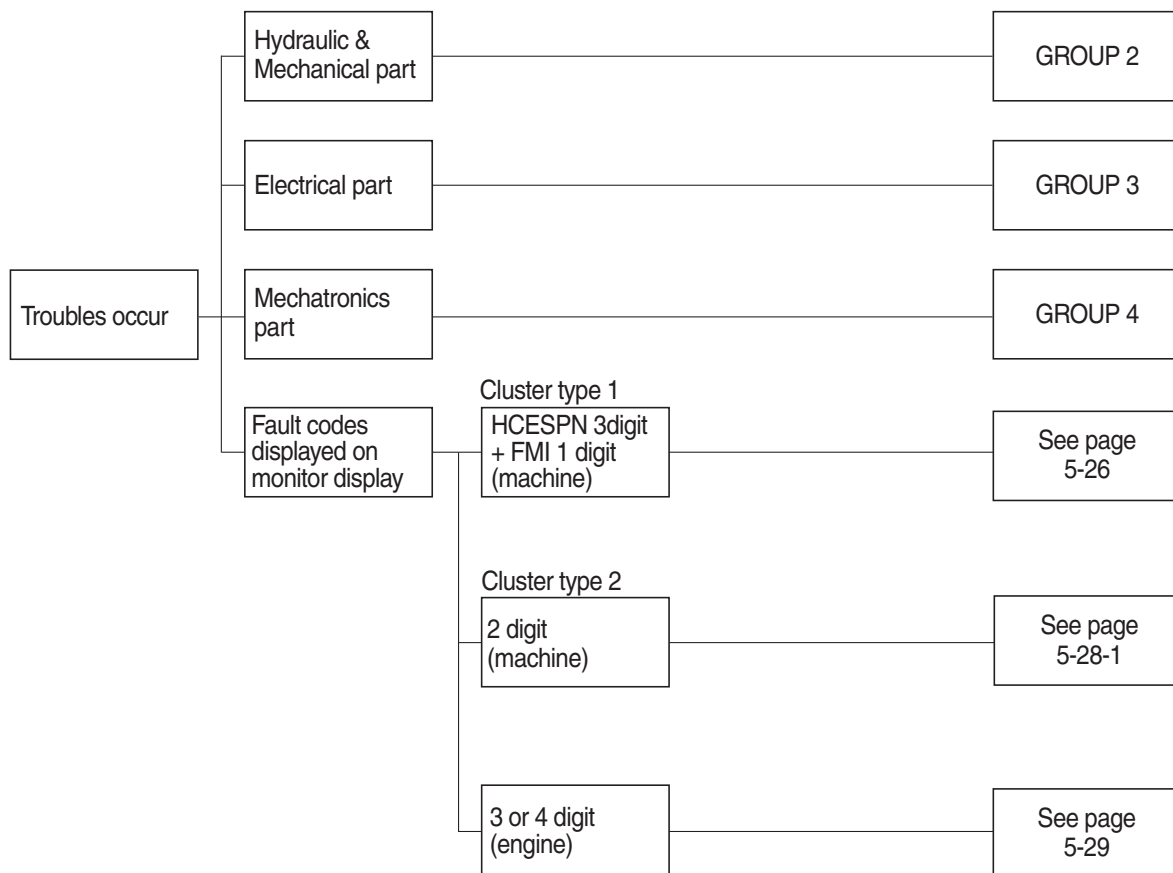 Hydraulic &
Mechanical part
GROUP 2
Electrical part
GROUP 3
Troubles occur
Mechatronics
part
GROUP 4
Fault codes
displayed on
monitor display
Cluster type 1
HCESPN 3digit
+ FMI 1 digit
(machine)
See page
5-26
Cluster type 2
2 digit
(machine)
See page
5-28-1
3 or 4 digit
(engine)
See page
5-29